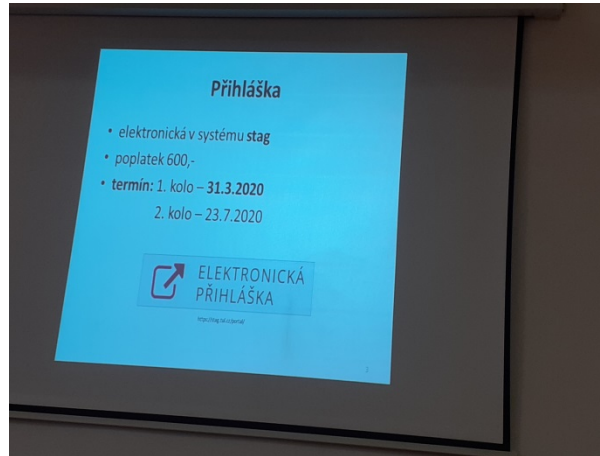 Přihláška
• elektronická v systému stag
• poplatek 600,-
• termín: 1. kolo – 31.3.2020
2. kolo – 23.7.2020
ELEKTRONICKÁ
PŘIHLÁŠKA